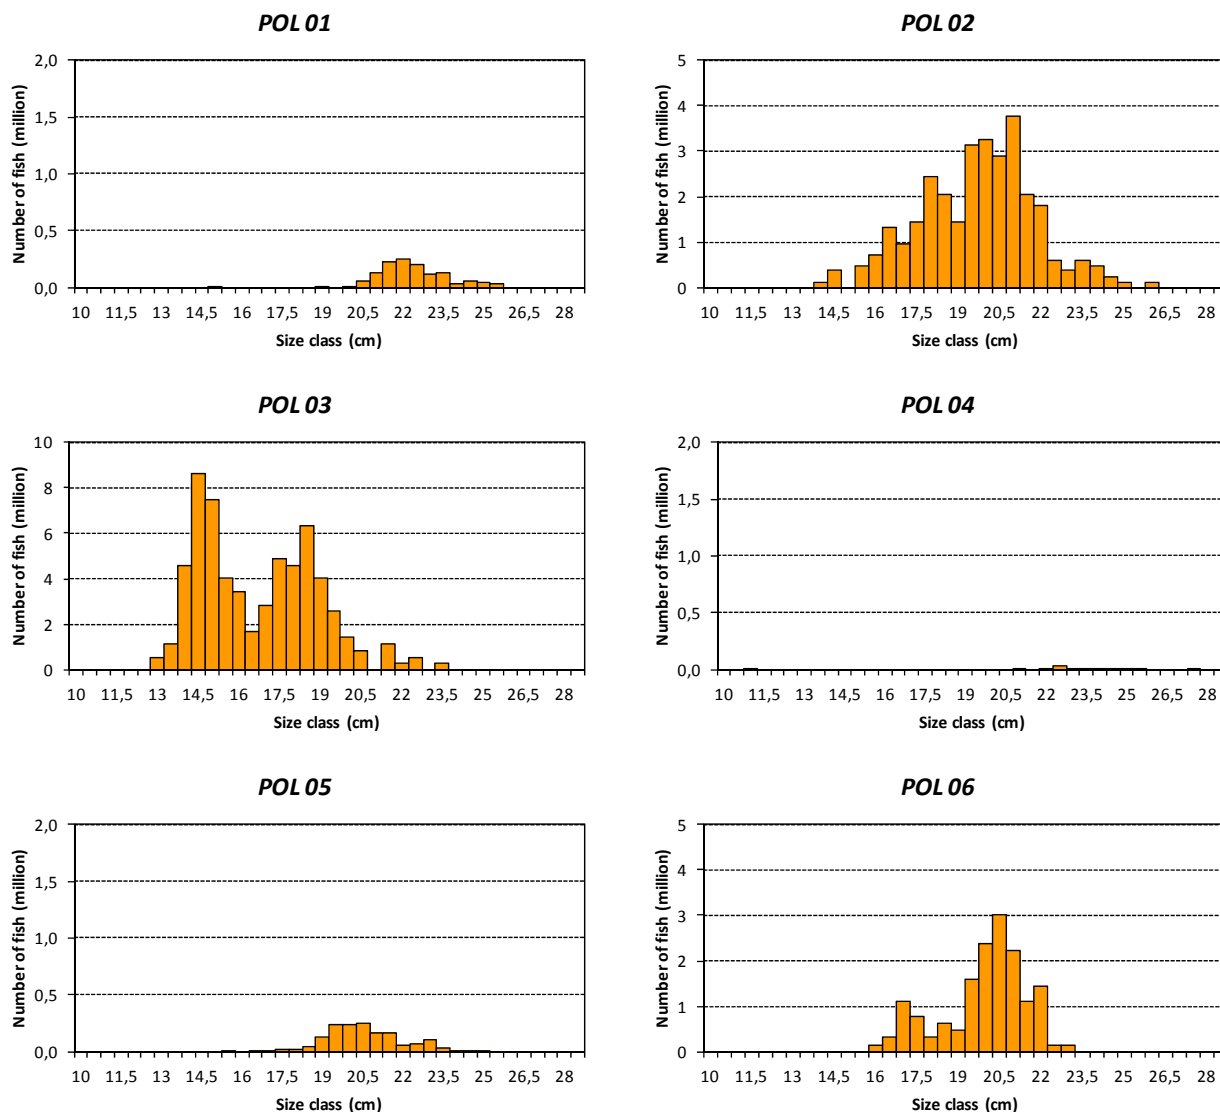 POL 01
Number of fish (million)
2,0
1,5
1,0
0,5
0,0
10 11,5 13 14,5 16 17,5 19 20,5 22 23,5 25 26,5 28
Size class (cm)
POL 02
Number of fish (million)
5
4
3
2
1
0
10 11,5 13 14,5 16 17,5 19 20,5 22 23,5 25 26,5 28
Size class (cm)
POL 03
Number of fish (million)
10
8
6
4
2
0
10 11,5 13 14,5 16 17,5 19 20,5 22 23,5 25 26,5 28
Size class (cm)
POL 04
Number of fish (million)
2,0
1,5
1,0
0,5
0,0
10 11,5 13 14,5 16 17,5 19 20,5 22 23,5 25 26,5 28
Size class (cm)
POL 05
Number of fish (million)
2,0
1,5
1,0
0,5
0,0
10 11,5 13 14,5 16 17,5 19 20,5 22 23,5 25 26,5 28
Size class (cm)
POL 06
Number of fish (million)
5
4
3
2
1
0
10 11,5 13 14,5 16 17,5 19 20,5 22 23,5 25 26,5 28
Size class (cm)